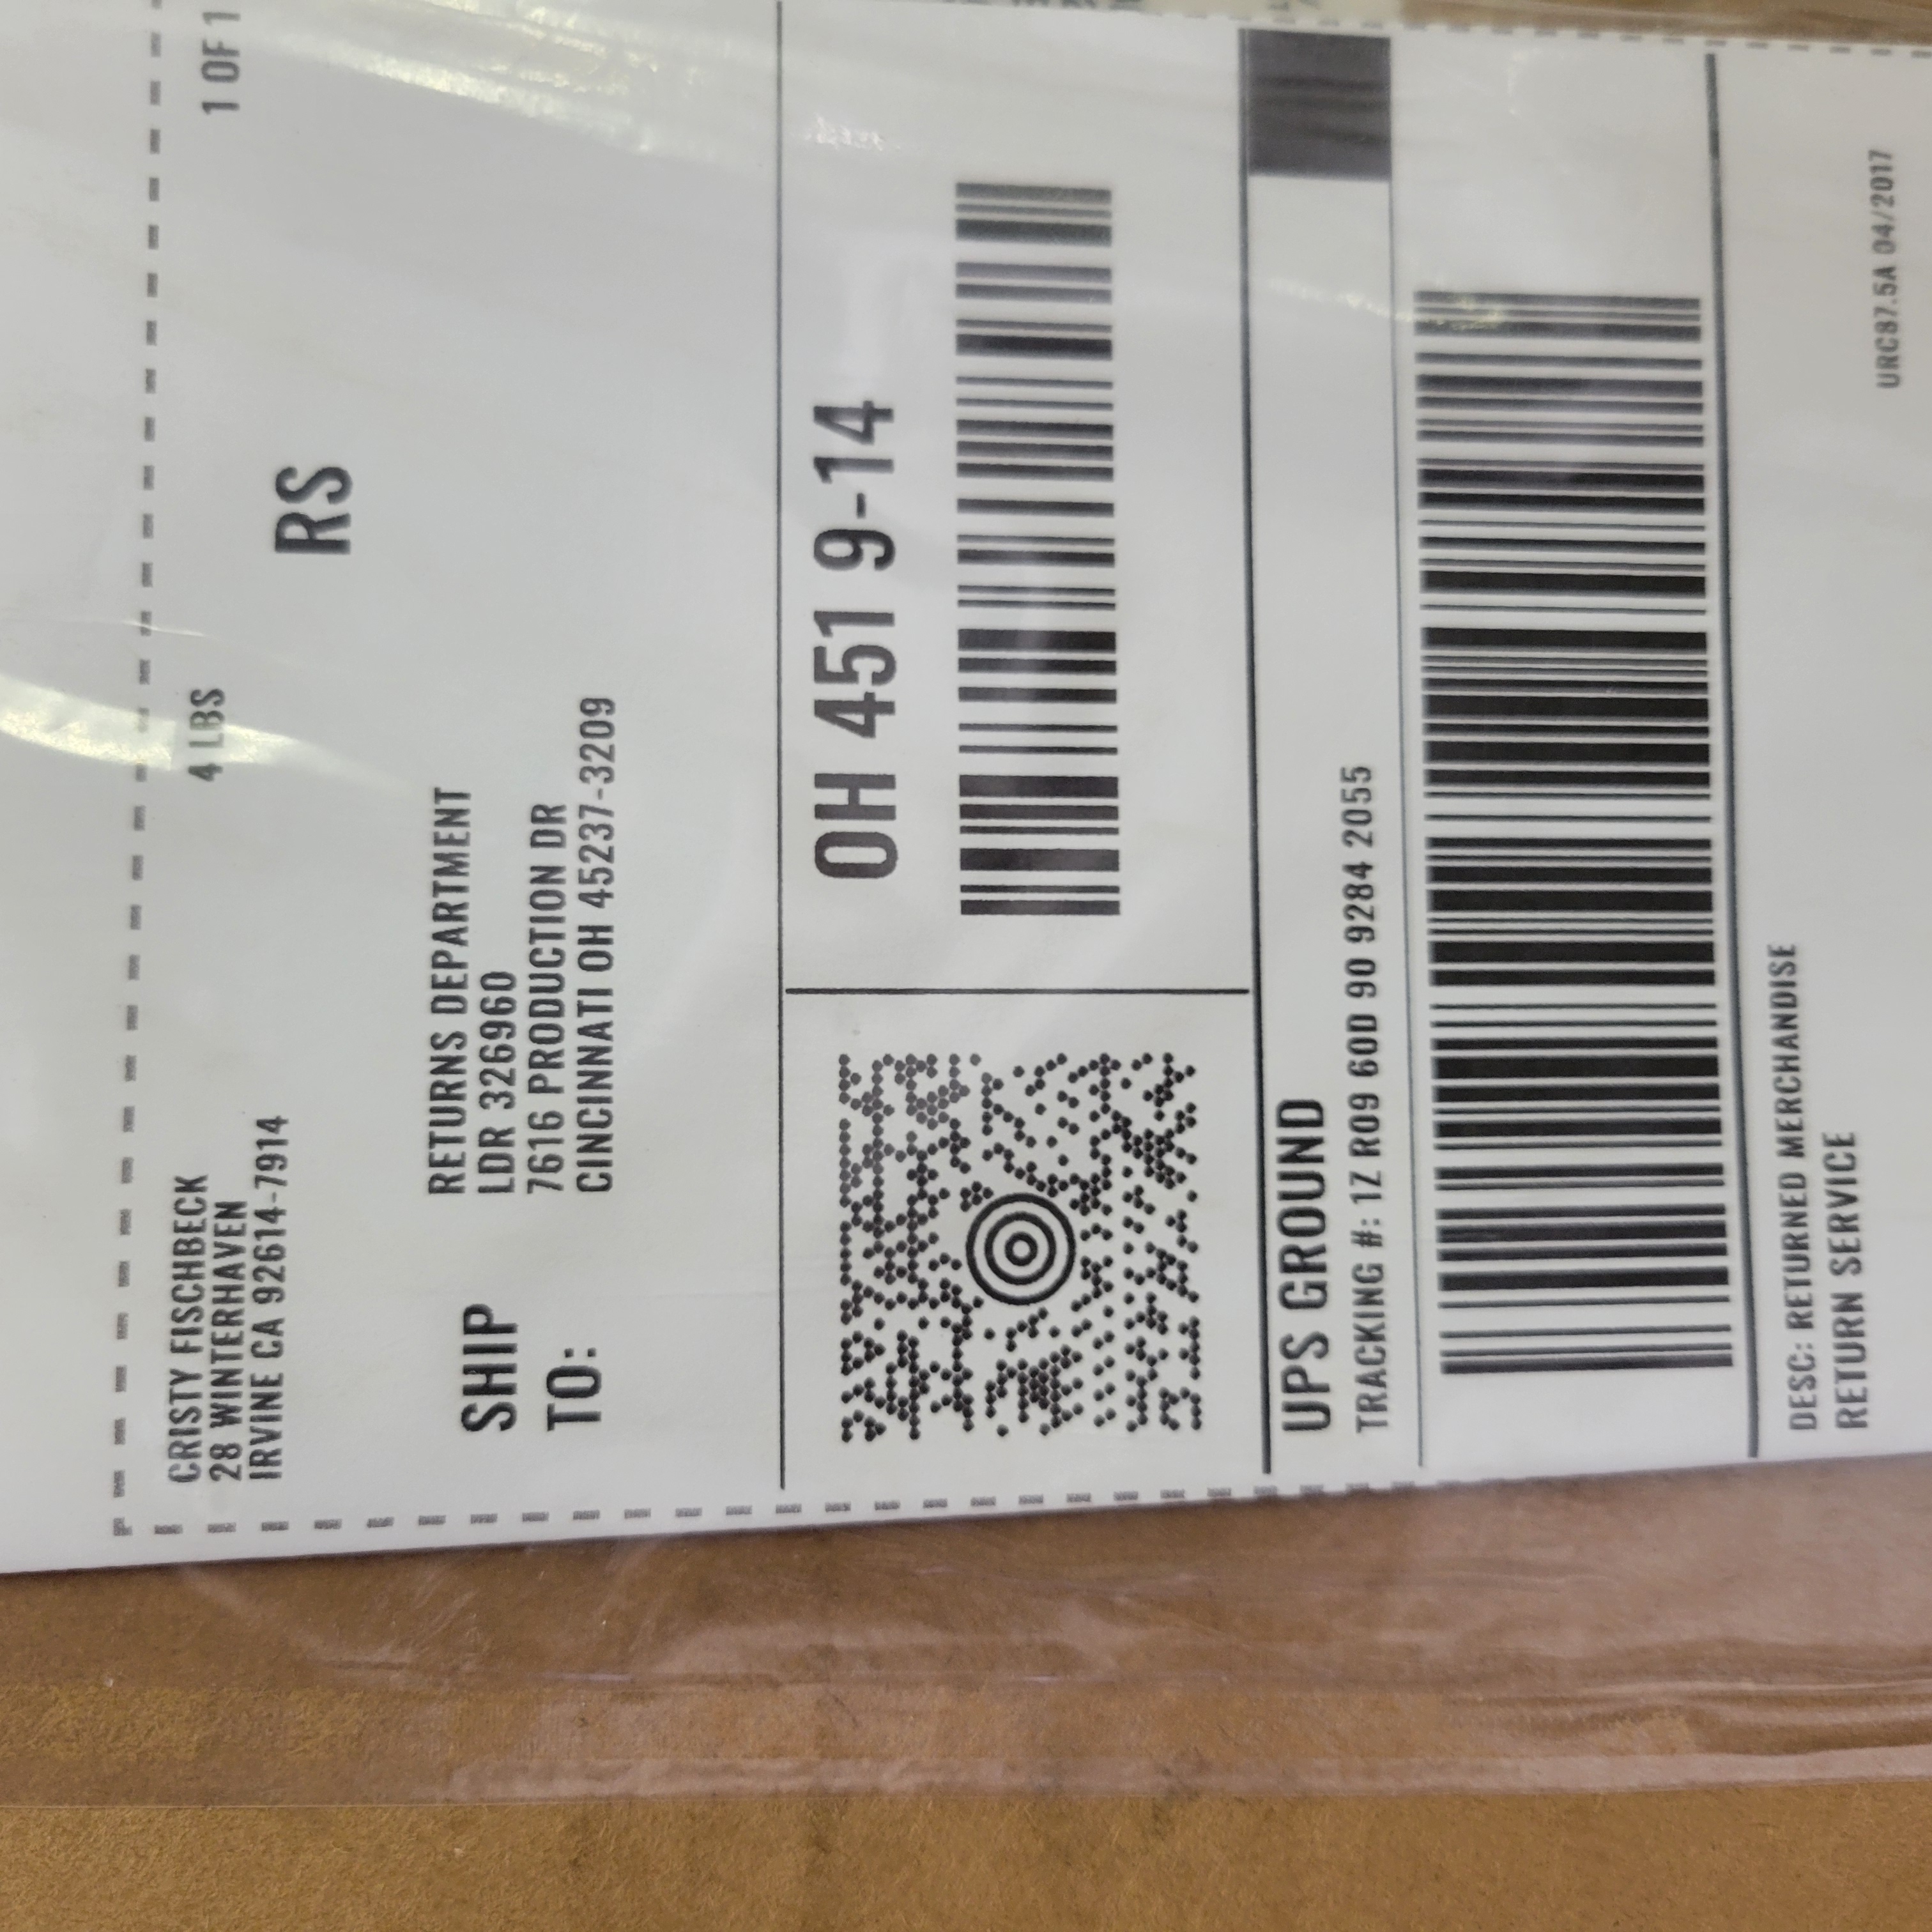 CRISTY FISCHBECK
28 WINTERHAVEN
IRVINE CA 92614-7914
4 LBS
1 OF 1
RS
SHIP
TO:
RETURNS DEPARTMENT
LDR 326960
7616 PRODUCTION DR
CINCINNATI OH 45237-3209
OH 451 9-14
UPS GROUND
TRACKING #: 1Z R09 60D 90 9284 2055
DESC: RETURNED MERCHANDISE
RETURN SERVICE
URC87.5A 04/2017